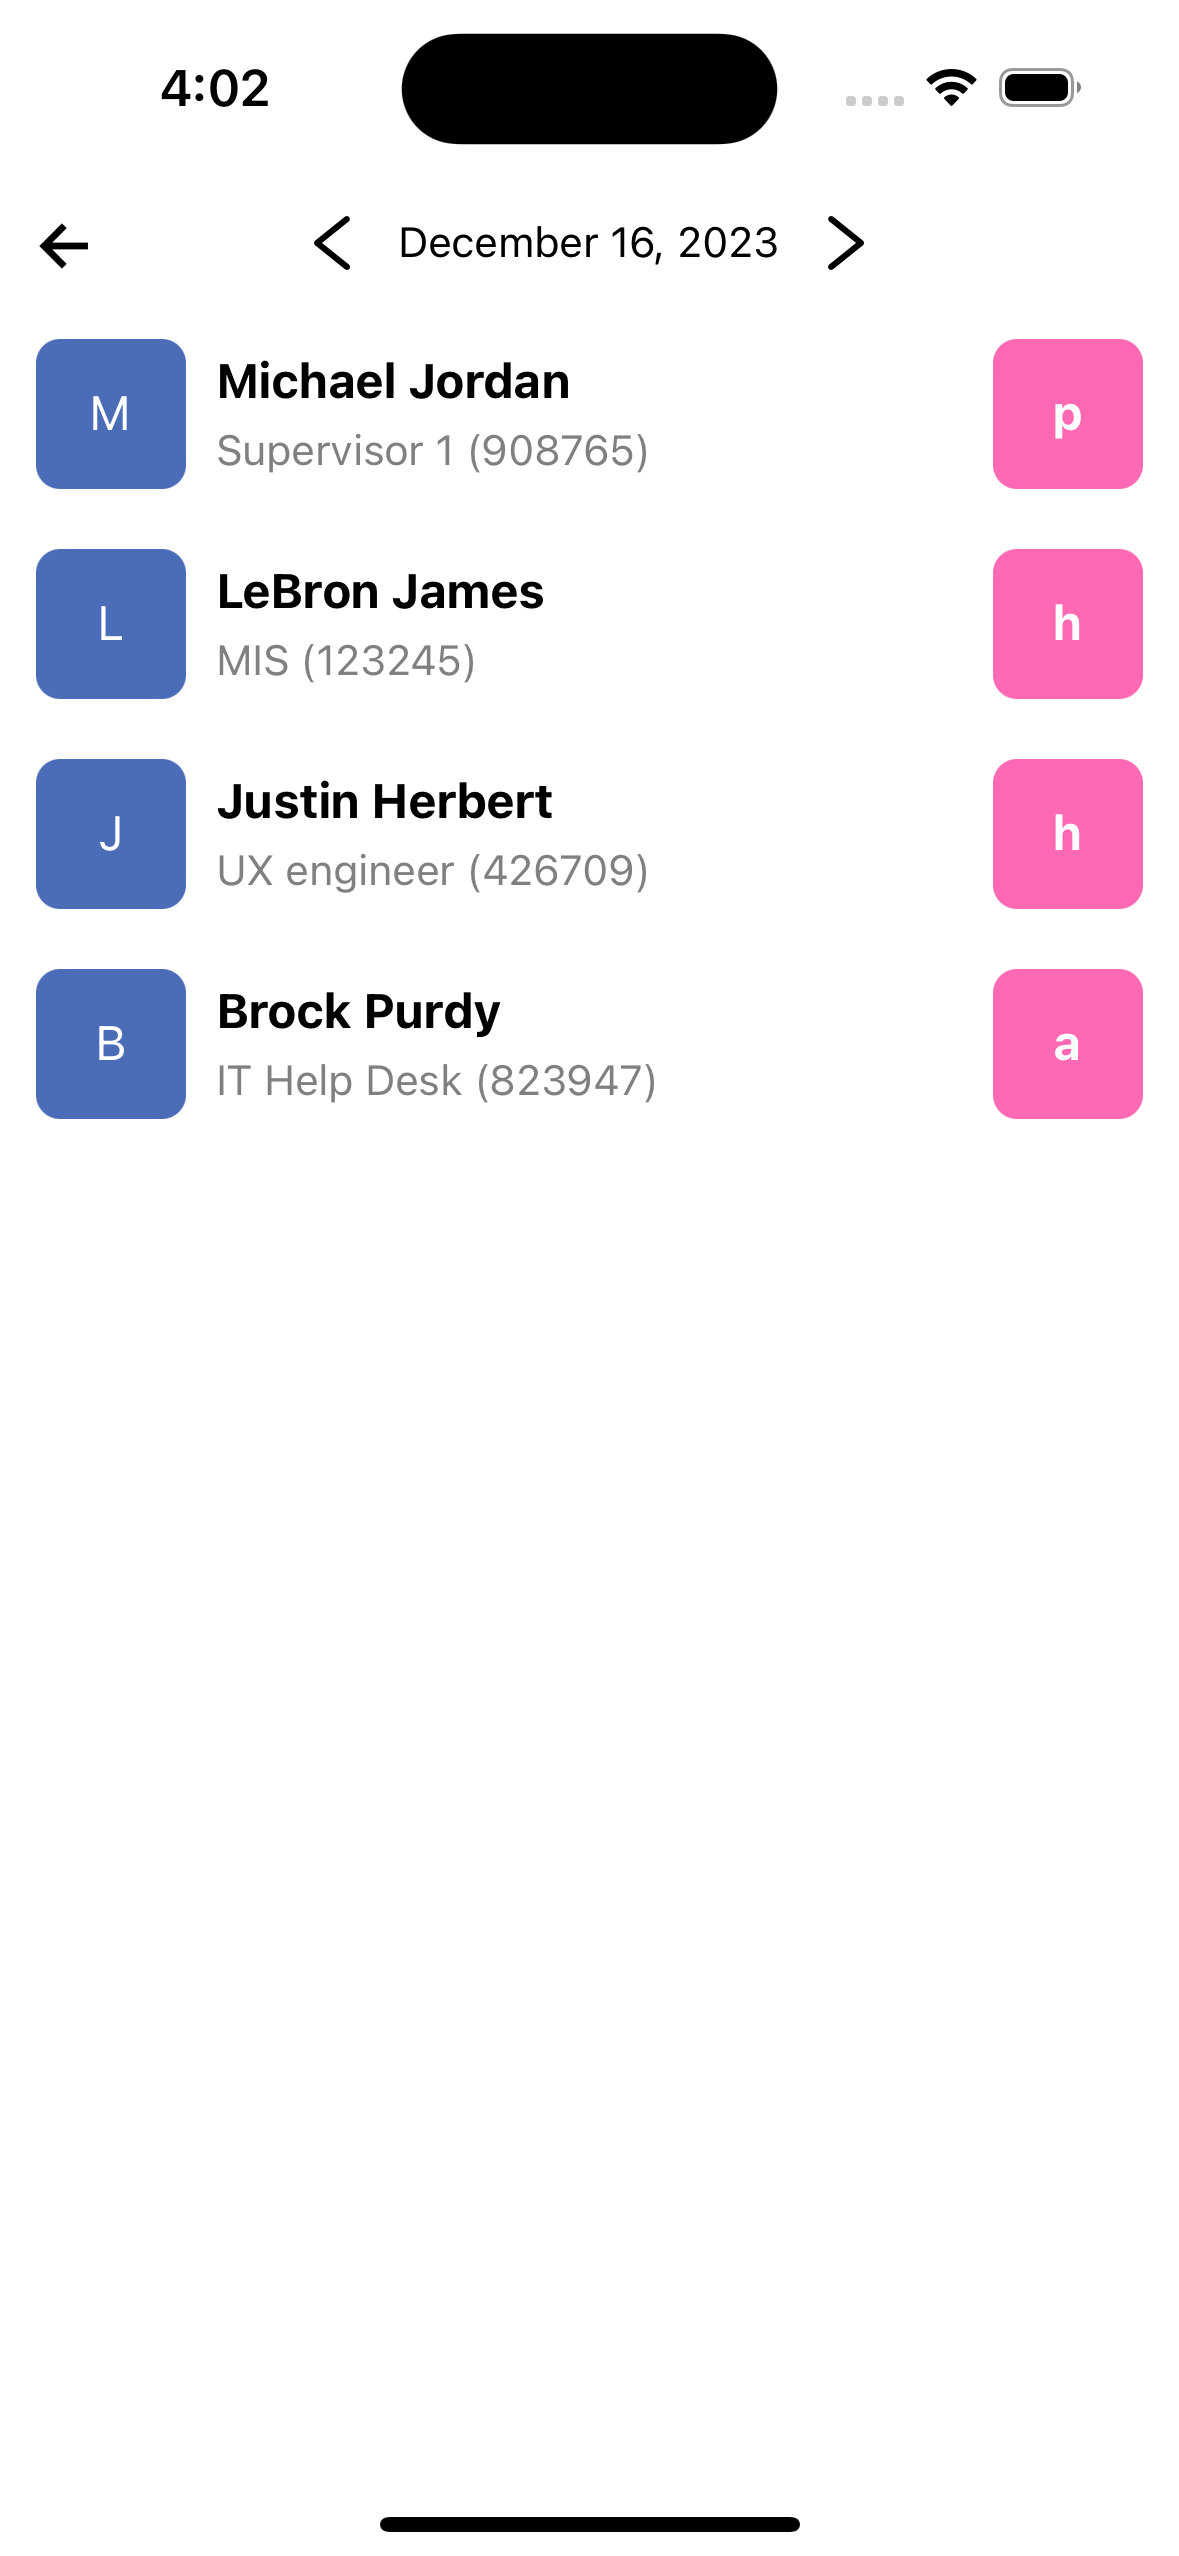 4:02
December 16, 2023
M
Michael Jordan
Supervisor 1 (908765)
p
L
LeBron James
MIS (123245)
h
J
Justin Herbert
UX engineer (426709)
h
B
Brock Purdy
IT Help Desk (823947)
a